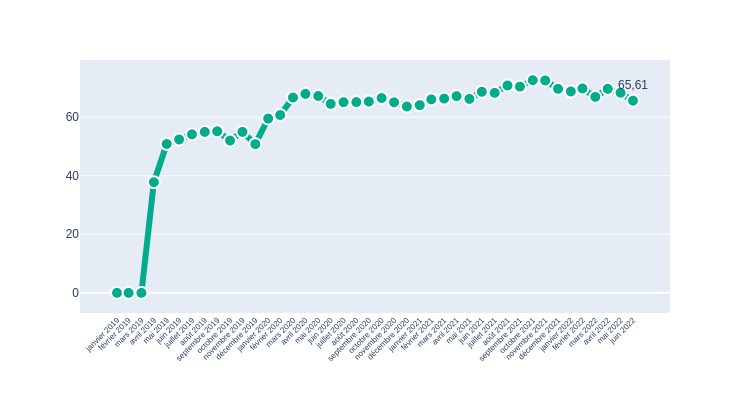 65,61
60
40
20
0
janvier 2019
février 2019
mars 2019
avril 2019
mai 2019
juin 2019
juillet 2019
août 2019
septembre 2019
octobre 2019
novembre 2019
décembre 2019
janvier 2020
février 2020
mars 2020
avril 2020
mai 2020
juin 2020
juillet 2020
août 2020
septembre 2020
octobre 2020
novembre 2020
décembre 2020
janvier 2021
février 2021
mars 2021
avril 2021
mai 2021
juin 2021
juillet 2021
août 2021
septembre 2021
octobre 2021
novembre 2021
décembre 2021
janvier 2022
février 2022
mars 2022
avril 2022
mai 2022
juin 2022